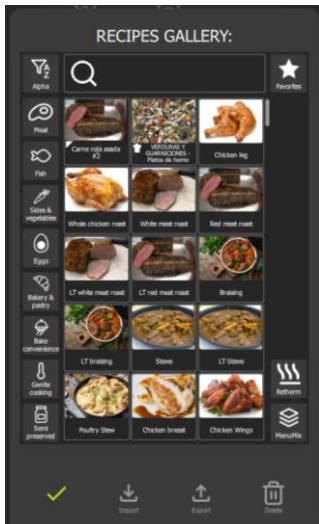 RECIPES GALLERY:
Alpha
Favorites
Meat
Carne roja asada
#2
VERDURAS Y
GUARNICIONES -
Platos de horno
Chicken leg
Fish
Sides &
vegetables
Whole chicken roast
White meat roast
Red meat roast
Eggs
LT white meat roast
LT red meat roast
Braising
Bakery &
pastry
Bake
convenience
LT braising
Stews
LT Stews
Gentle
cooking
Retherm
Semi
preserved
Poultry Stew
Chicken breast
Chicken Wings
MenuMix
Import
Export
Delete